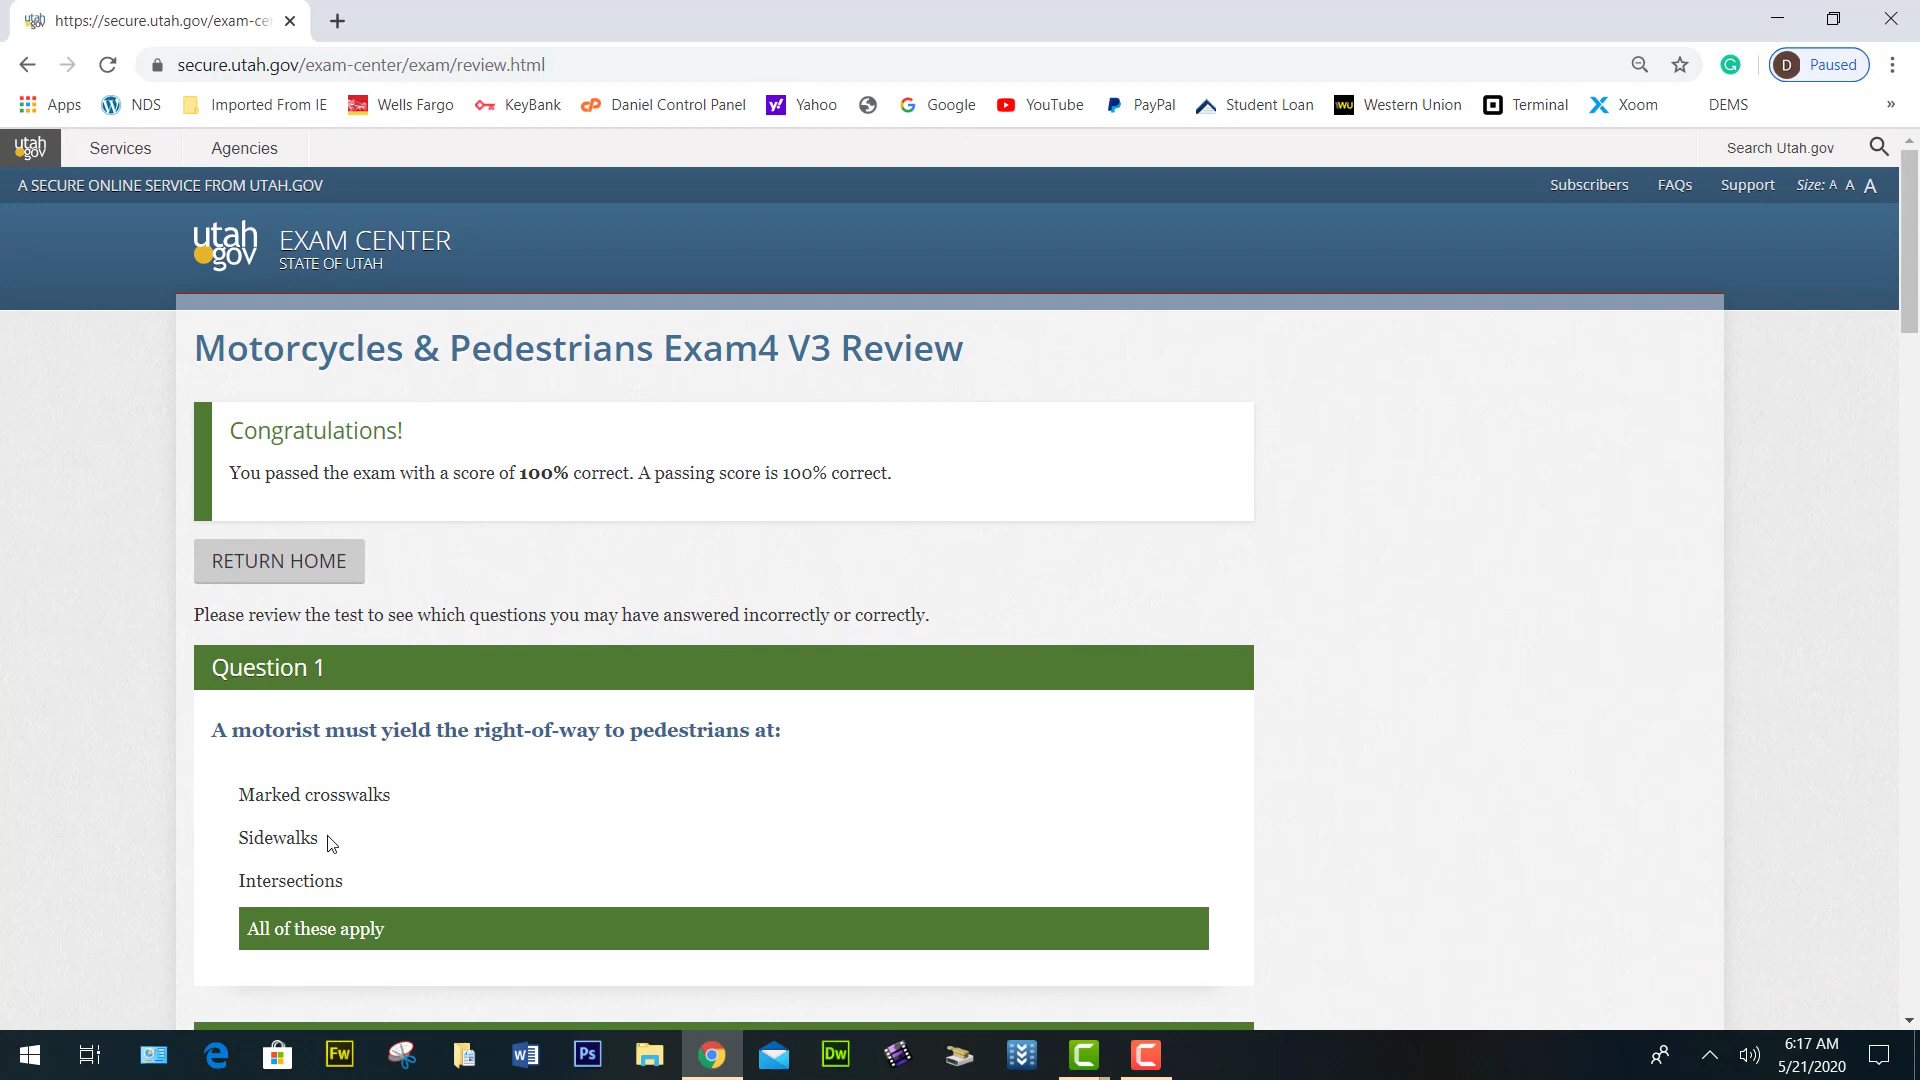 https://secure.utah.gov/exam-ce
secure.utah.gov/exam-center/exam/review.html
D Paused
Apps NDS Imported From IE Wells Fargo KeyBank Daniel Control Panel Yahoo Google YouTube PayPal Student Loan Western Union Terminal Xoom DEMS »
utah gov Services Agencies Search Utah.gov
A SECURE ONLINE SERVICE FROM UTAH.GOV Subscribers FAQs Support Size: A A A
utah gov EXAM CENTER
STATE OF UTAH
Motorcycles & Pedestrians Exam4 V3 Review
Congratulations!
You passed the exam with a score of 100% correct. A passing score is 100% correct.
RETURN HOME
Please review the test to see which questions you may have answered incorrectly or correctly.
Question 1
A motorist must yield the right-of-way to pedestrians at:
Marked crosswalks
Sidewalks
Intersections
All of these apply
Fw Ps Dw
6:17 AM
5/21/2020